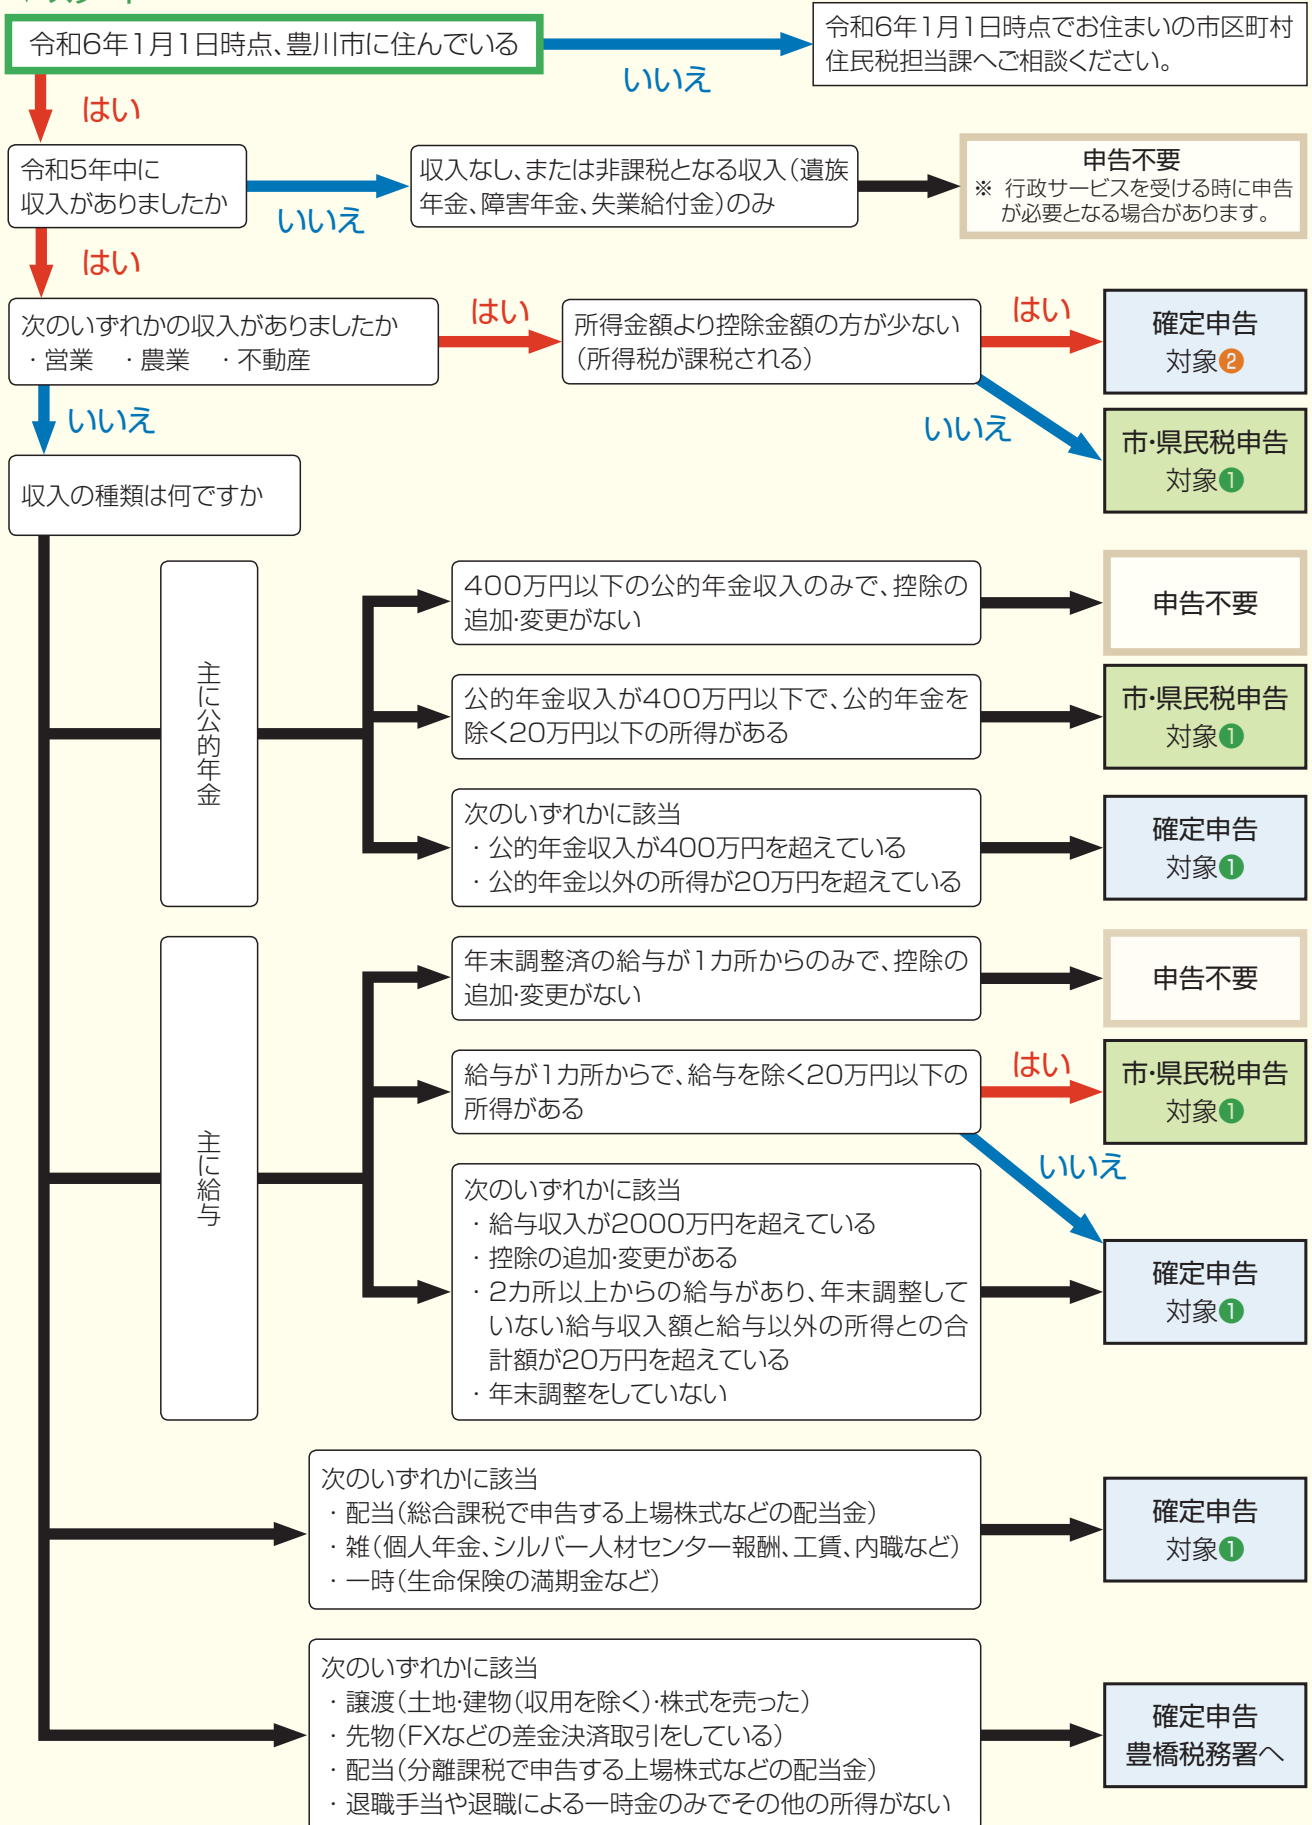 令和6年1月1日時点、豊川市に住んでいる
いいえ
令和6年1月1日時点でお住まいの市区町村
住民税担当課へご相談ください。
はい
令和5年中に
収入がありましたか
いいえ
収入なし、または非課税となる収入(遺族
年金、障害年金、失業給付金)のみ
申告不要
※ 行政サービスを受ける時に申告
が必要となる場合があります。
はい
次のいずれかの収入がありましたか
・営業 ・農業 ・不動産
はい
所得金額より控除金額の方が少ない
(所得税が課税される)
はい
確定申告
対象❷
いいえ
市・県民税申告
対象❶
いいえ
収入の種類は何ですか
主に公的年金
400万円以下の公的年金収入のみで、控除の
追加・変更がない
申告不要
公的年金収入が400万円以下で、公的年金を
除く20万円以下の所得がある
市・県民税申告
対象❶
次のいずれかに該当
・公的年金収入が400万円を超えている
・公的年金以外の所得が20万円を超えている
確定申告
対象❶
主に給与
年末調整済の給与が1カ所からのみで、控除の
追加・変更がない
申告不要
給与が1カ所からで、給与を除く20万円以下の
所得がある
はい
市・県民税申告
対象❶
いいえ
次のいずれかに該当
・給与収入が2000万円を超えている
・控除の追加・変更がある
・2カ所以上からの給与があり、年末調整して
いない給与収入額と給与以外の所得との合
計額が20万円を超えている
・年末調整をしていない
確定申告
対象❶
次のいずれかに該当
・配当(総合課税で申告する上場株式などの配当金)
・雑(個人年金、シルバー人材センター報酬、工賃、内職など)
・一時(生命保険の満期金など)
確定申告
対象❶
次のいずれかに該当
・譲渡(土地・建物(収用を除く)・株式を売った)
・先物(FXなどの差金決済取引をしている)
・配当(分離課税で申告する上場株式などの配当金)
・退職手当や退職による一時金のみでその他の所得がない
確定申告
豊橋税務署へ